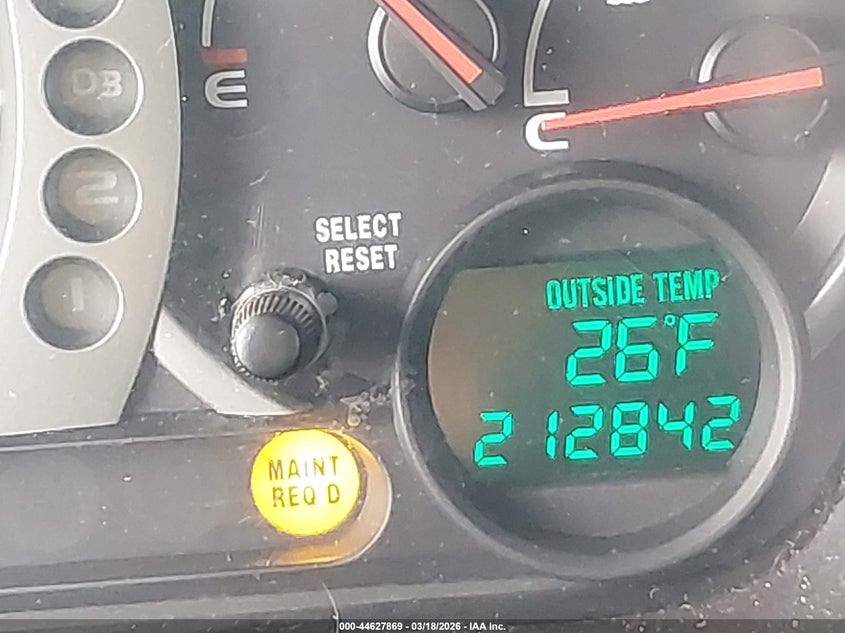 D3
2
1
E
C
SELECT
RESET
OUTSIDE TEMP
26°F
212842
MAINT
REQ'D
000-44627869 - 03/18/2026 - IAA Inc.